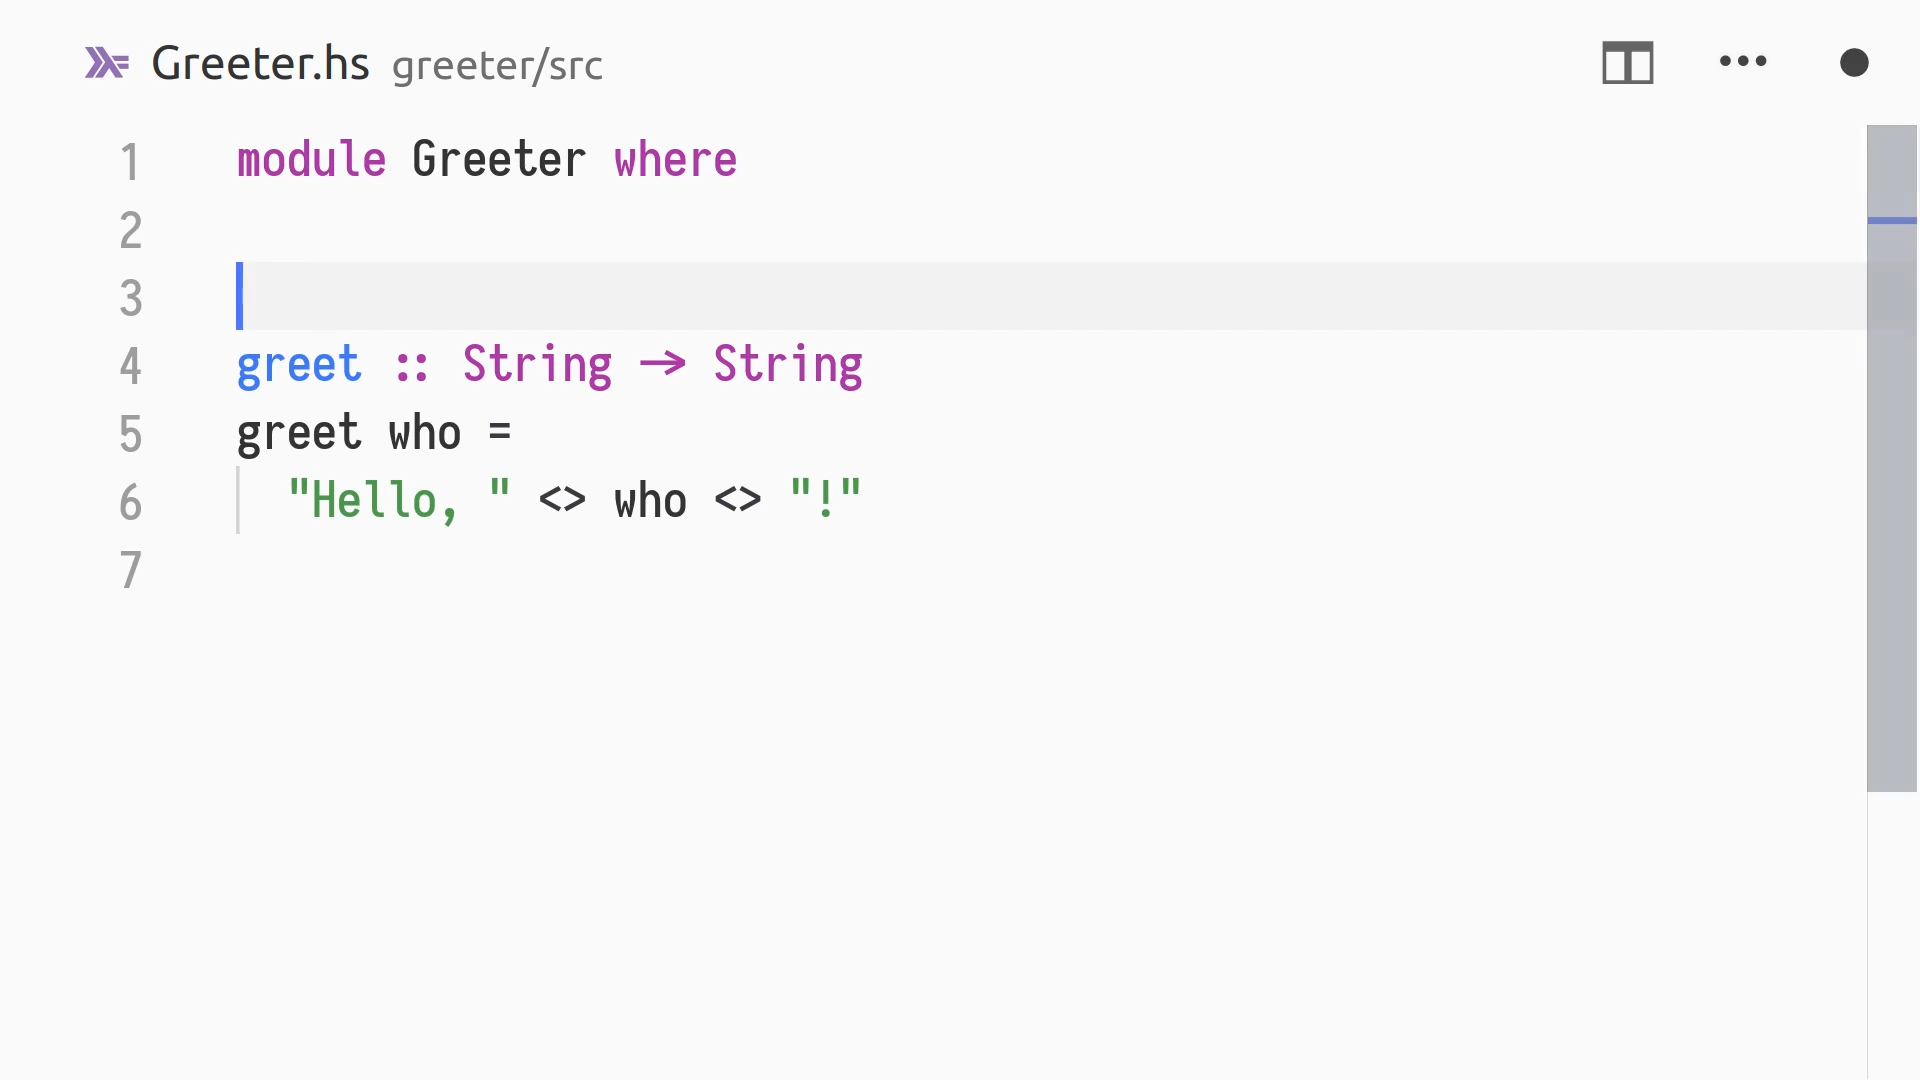 Greeter.hs greeter/src
1 module Greeter where
2
3
4 greet :: String -> String
5 greet who =
6   "Hello, " <> who <> "!"
7